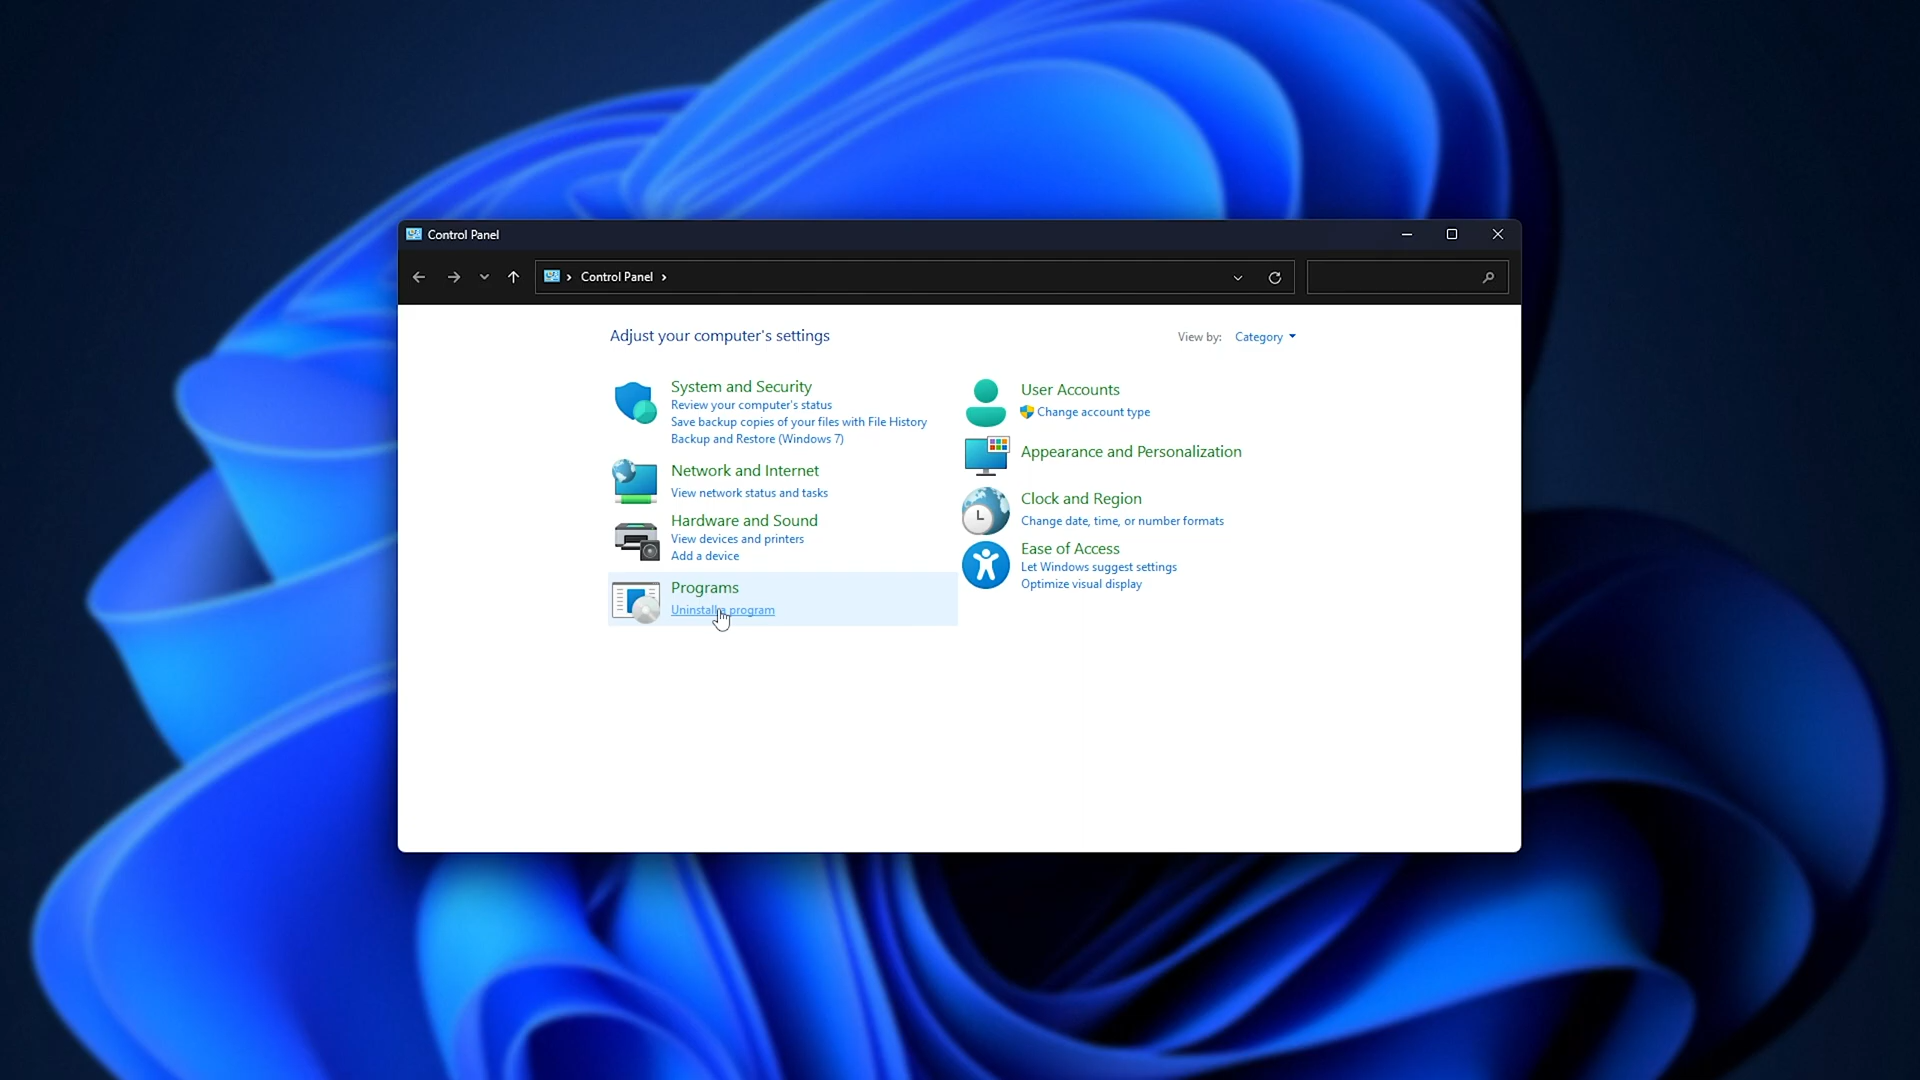 Control Panel
Control Panel
Adjust your computer's settings
View by: Category
System and Security
Review your computer's status
Save backup copies of your files with File History
Backup and Restore (Windows 7)
Network and Internet
View network status and tasks
Hardware and Sound
View devices and printers
Add a device
Programs
Uninstall a program
User Accounts
Change account type
Appearance and Personalization
Clock and Region
Change date, time, or number formats
Ease of Access
Let Windows suggest settings
Optimize visual display